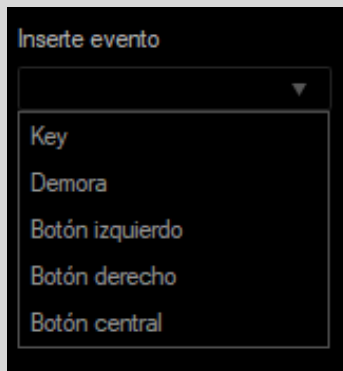 Inserte evento
Key
Demora
Botón izquierdo
Botón derecho
Botón central